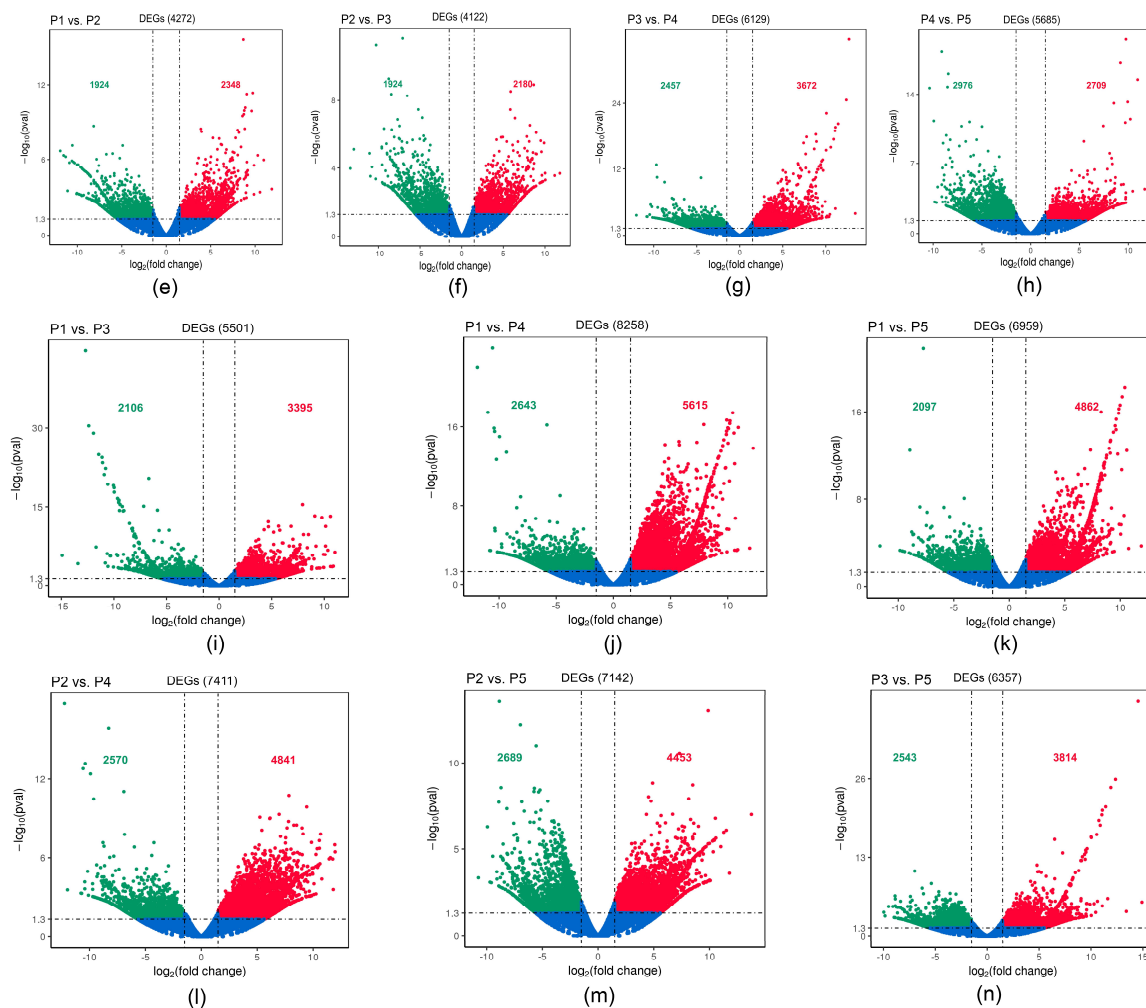 P1 vs. P2 DEGs (4272)
1924 2348
12
6
1.3
0
−log10(pval)
-10 -5 0 5 10
log2(fold change)
(e)
P2 vs. P3 DEGs (4122)
1924 2180
8
4
1.3
0
−log10(pval)
-10 -5 0 5 10
log2(fold change)
(f)
P3 vs. P4 DEGs (6129)
2457 3672
24
12
1.3
0
−log10(pval)
-10 -5 0 5 10
log2(fold change)
(g)
P4 vs. P5 DEGs (5685)
2976 2709
14
7
1.3
0
−log10(pval)
-10 -5 0 5 10
log2(fold change)
(h)
P1 vs. P3 DEGs (5501)
2106 3395
30
15
1.3
0
−log10(pval)
-15 -10 -5 0 5 10
log2(fold change)
(i)
P1 vs. P4 DEGs (8258)
2643 5615
16
8
1.3
0
−log10(pval)
-10 -5 0 5 10
log2(fold change)
(j)
P1 vs. P5 DEGs (6959)
2097 4862
16
8
1.3
0
−log10(pval)
-10 -5 0 5 10
log2(fold change)
(k)
P2 vs. P4 DEGs (7411)
2570 4841
12
6
1.3
0
−log10(pval)
-10 -5 0 5 10
log2(fold change)
(l)
P2 vs. P5 DEGs (7142)
2689 4453
10
5
1.3
0
−log10(pval)
-10 -5 0 5 10
log2(fold change)
(m)
P3 vs. P5 DEGs (6357)
2543 3814
26
13
1.3
0
−log10(pval)
-10 -5 0 5 10 15
log2(fold change)
(n)